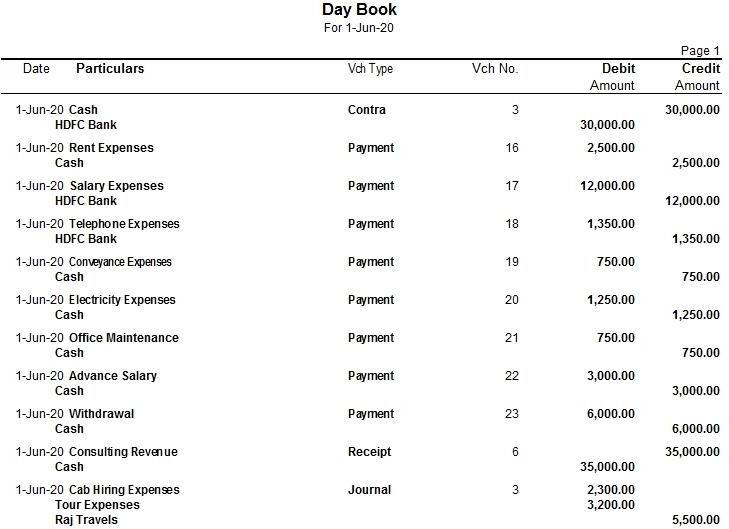 Day Book
For 1-Jun-20
Page 1
Date Particulars Vch Type Vch No. Debit Credit
Amount Amount
1-Jun-20 Cash Contra 3 30,000.00
HDFC Bank 30,000.00
1-Jun-20 Rent Expenses Payment 16 2,500.00
Cash 2,500.00
1-Jun-20 Salary Expenses Payment 17 12,000.00
HDFC Bank 12,000.00
1-Jun-20 Telephone Expenses Payment 18 1,350.00
HDFC Bank 1,350.00
1-Jun-20 Conveyance Expenses Payment 19 750.00
Cash 750.00
1-Jun-20 Electricity Expenses Payment 20 1,250.00
Cash 1,250.00
1-Jun-20 Office Maintenance Payment 21 750.00
Cash 750.00
1-Jun-20 Advance Salary Payment 22 3,000.00
Cash 3,000.00
1-Jun-20 Withdrawal Payment 23 6,000.00
Cash 6,000.00
1-Jun-20 Consulting Revenue Receipt 6 35,000.00
Cash 35,000.00
1-Jun-20 Cab Hiring Expenses Journal 3 2,300.00
Tour Expenses 3,200.00
Raj Travels 5,500.00